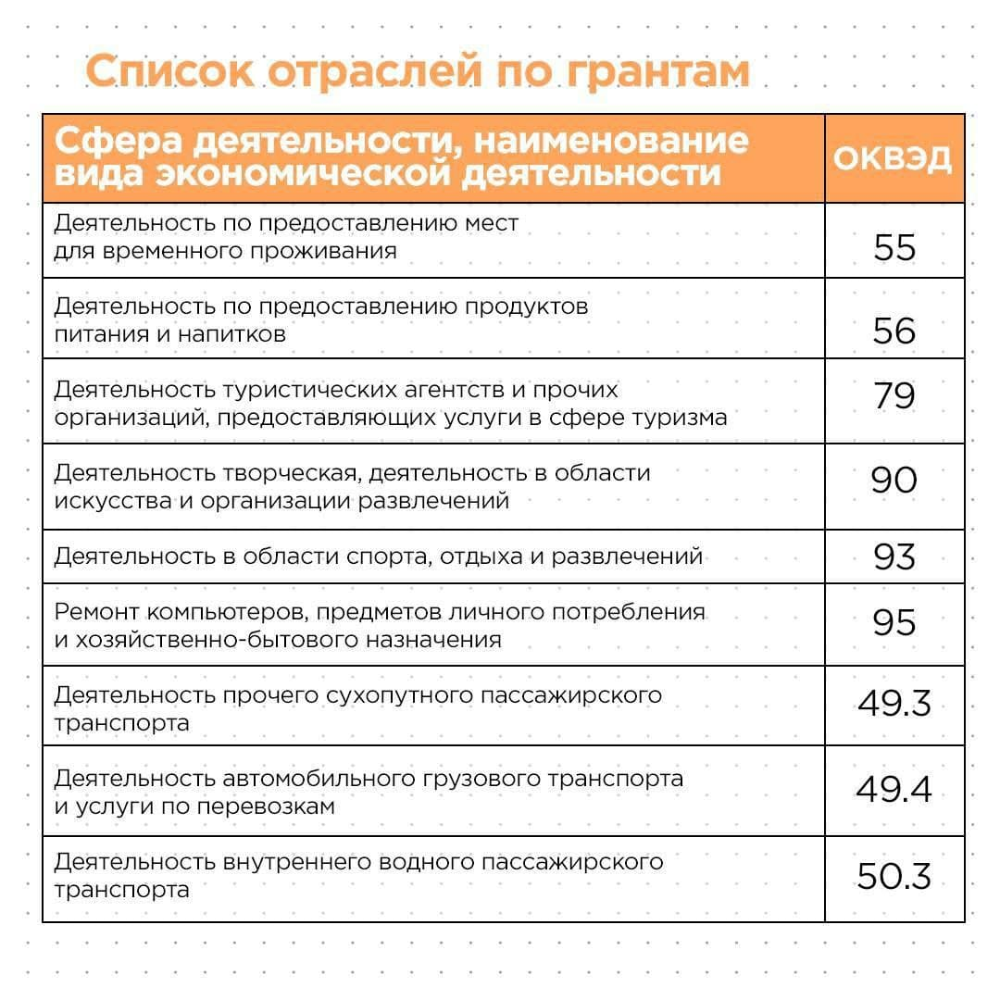 Список отраслей по грантам
Сфера деятельности, наименование
вида экономической деятельности
ОКВЭД
Деятельность по предоставлению мест
для временного проживания
55
Деятельность по предоставлению продуктов
питания и напитков
56
Деятельность туристических агентств и прочих
организаций, предоставляющих услуги в сфере туризма
79
Деятельность творческая, деятельность в области
искусства и организации развлечений
90
Деятельность в области спорта, отдыха и развлечений
93
Ремонт компьютеров, предметов личного потребления
и хозяйственно-бытового назначения
95
Деятельность прочего сухопутного пассажирского
транспорта
49.3
Деятельность автомобильного грузового транспорта
и услуги по перевозкам
49.4
Деятельность внутреннего водного пассажирского
транспорта
50.3